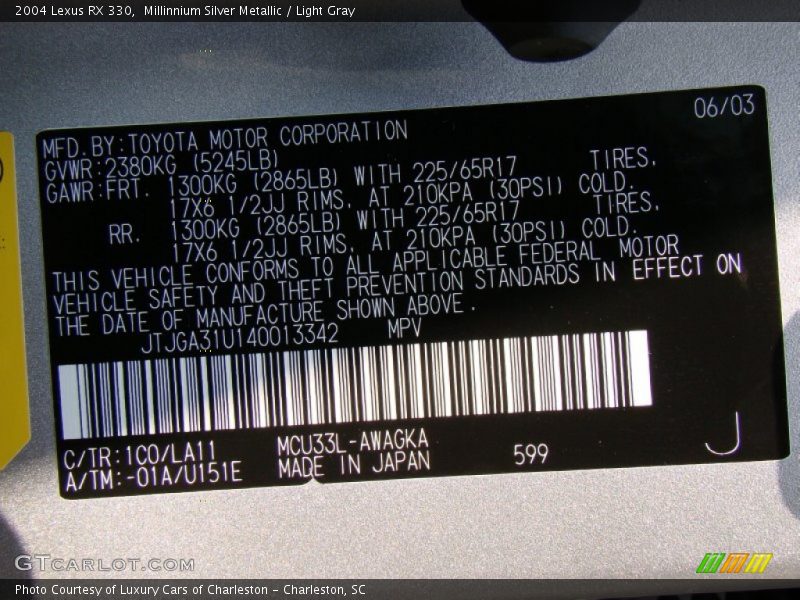 2004 Lexus RX 330,  Millinnium Silver Metallic / Light Gray
06/03
MFD. BY: TOYOTA MOTOR CORPORATION
GVWR: 2380KG (5245LB)
GAWR: FRT. 1300KG (2865LB) WITH 225/65R17 TIRES.
17X6 1/2JJ RIMS. AT 210KPA (30PSI) COLD.
RR. 1300KG (2865LB) WITH 225/65R17 TIRES.
17X6 1/2JJ RIMS. AT 210KPA (30PSI) COLD.
THIS VEHICLE CONFORMS TO ALL APPLICABLE FEDERAL MOTOR
VEHICLE SAFETY AND THEFT PREVENTION STANDARDS IN EFFECT ON
THE DATE OF MANUFACTURE SHOWN ABOVE.
JTJGA31U140013342 MPV
C/TR: 1C0/LA11 MCU33L-AWAGKA 599 J
A/TM: -01A/U151E MADE IN JAPAN
GTCARLOT.COM
Photo Courtesy of Luxury Cars of Charleston - Charleston, SC